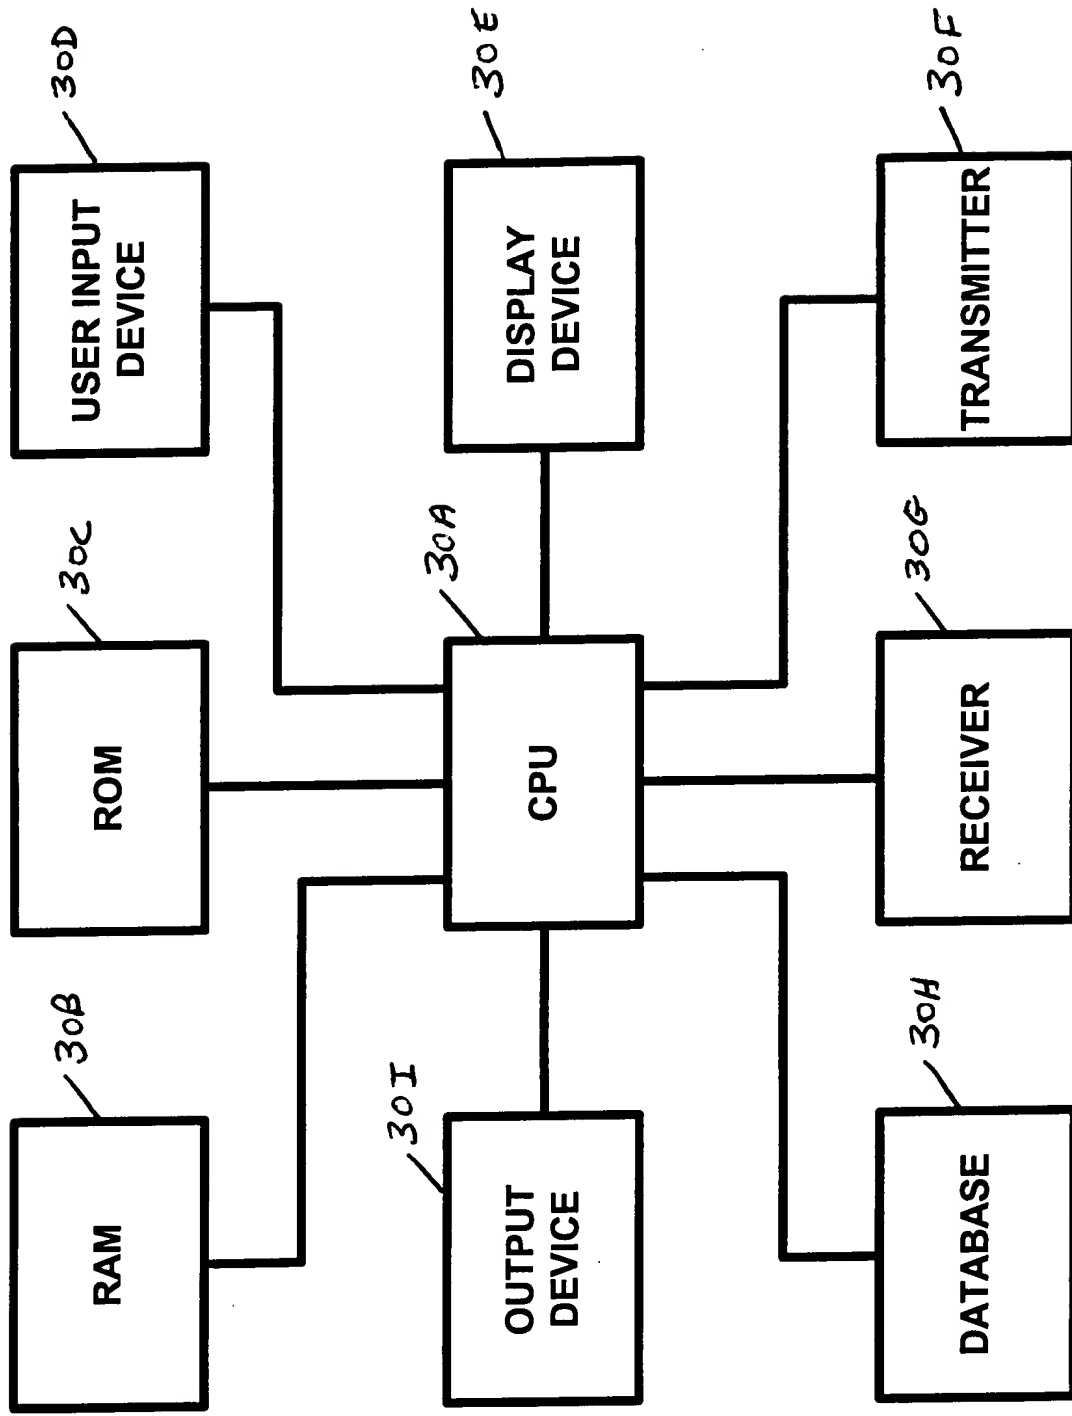 30B
RAM
30C
ROM
30D
USER INPUT
DEVICE
30I
OUTPUT
DEVICE
30A
CPU
30E
DISPLAY
DEVICE
30H
DATABASE
30G
RECEIVER
30F
TRANSMITTER